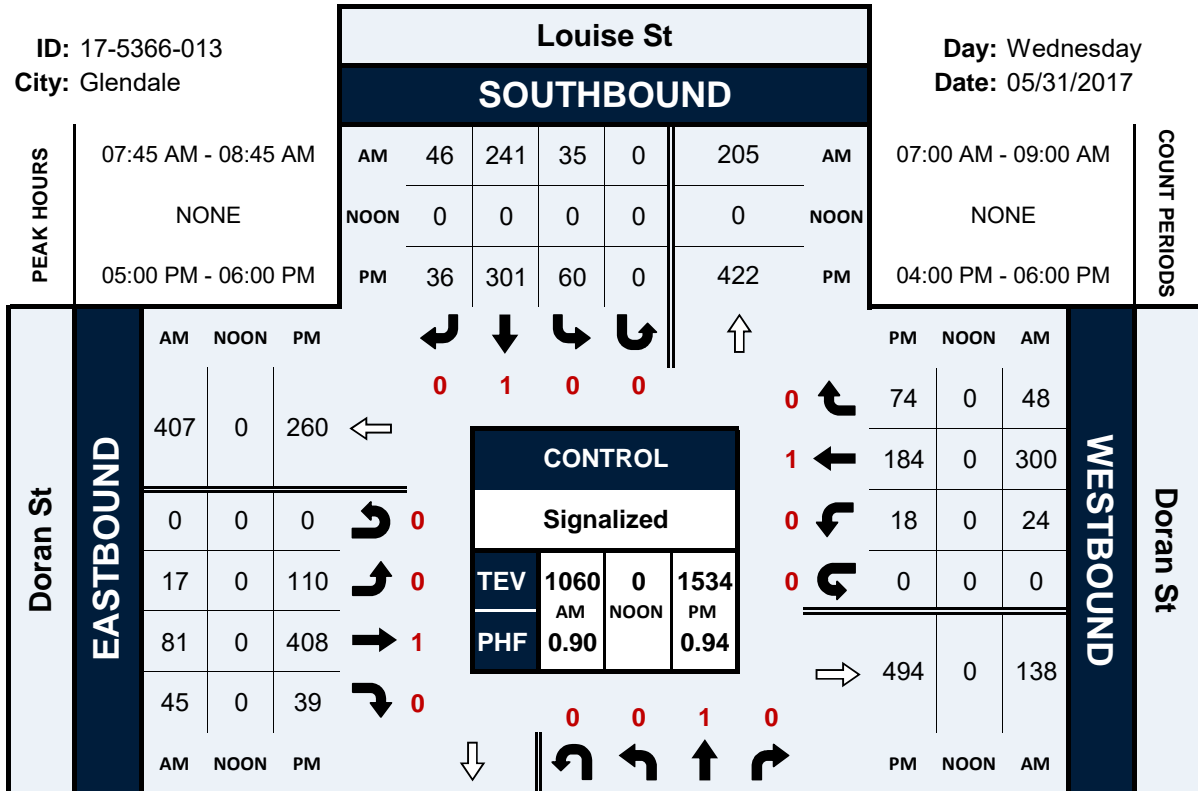 Louise St
ID: 17-5366-013
Day: Wednesday
City: Glendale
Date: 05/31/2017
SOUTHBOUND
PEAK HOURS
07:45 AM - 08:45 AM
AM 46 241 35 0 205 AM
07:00 AM - 09:00 AM
COUNT PERIODS
NONE
NOON 0 0 0 0 0 NOON
NONE
05:00 PM - 06:00 PM
PM 36 301 60 0 422 PM
04:00 PM - 06:00 PM
Doran St
EASTBOUND
AM NOON PM
PM NOON AM
WESTBOUND
Doran St
0 1 0 0
0 74 0 48
407 0 260
CONTROL
1 184 0 300
Signalized
0 0 0 0
0 18 0 24
TEV 1060 0 1534
AM NOON PM
PHF 0.90 0.94
17 0 110 0
0 0 0 0
81 0 408 1
494 0 138
45 0 39 0
0 0 1 0
AM NOON PM
PM NOON AM